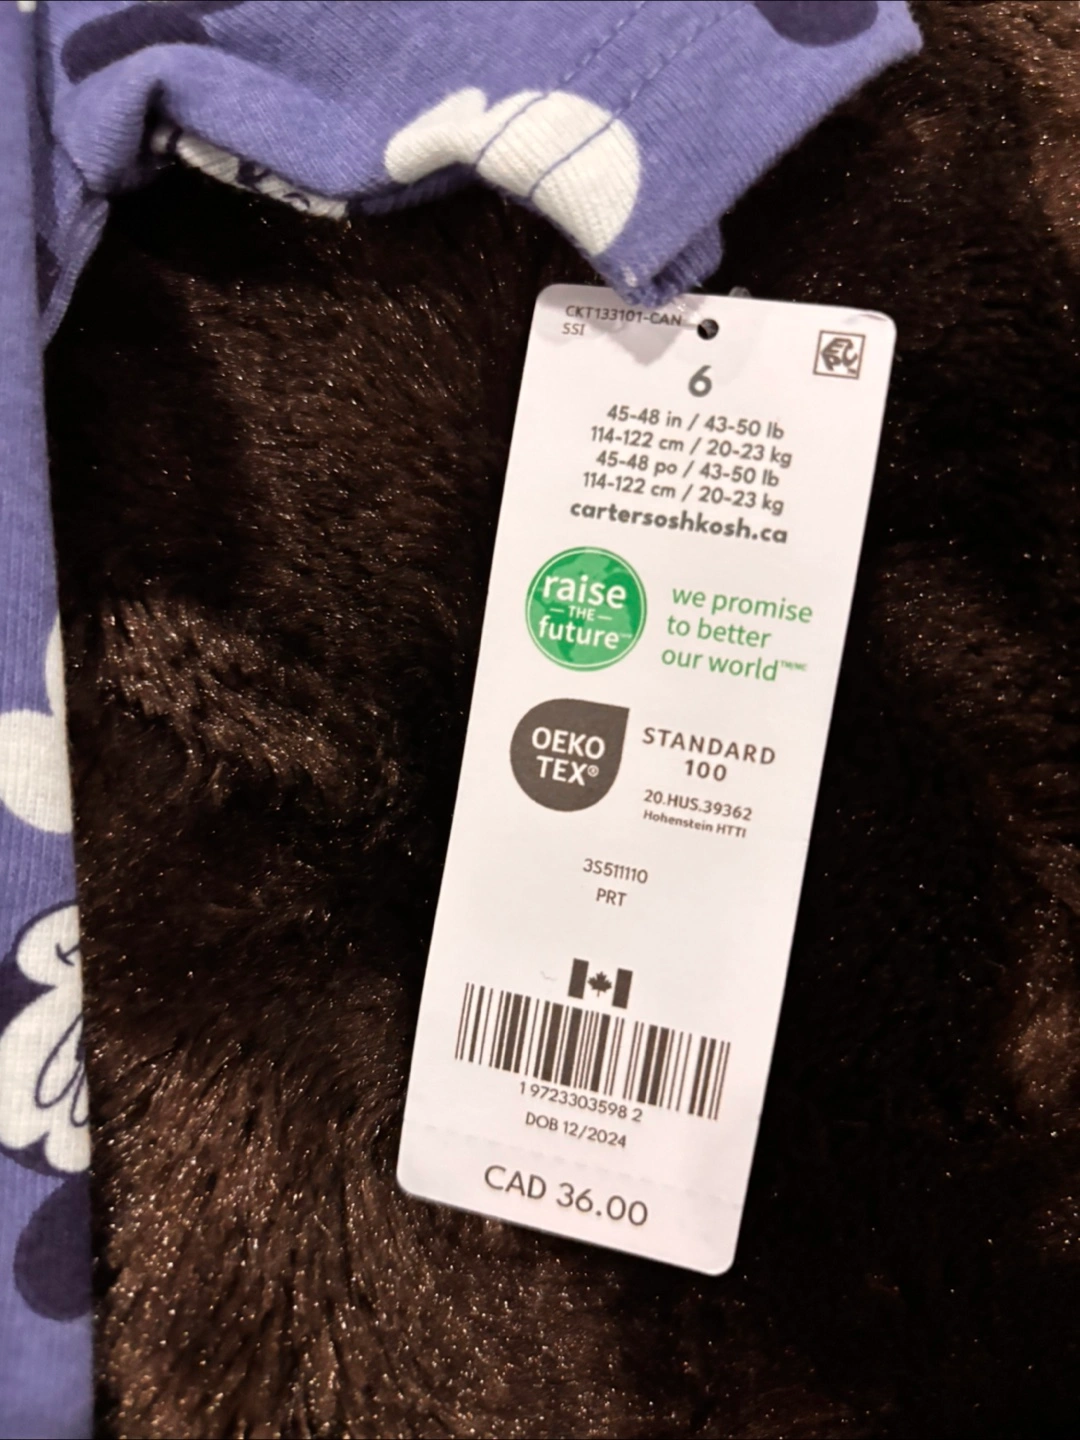 CKT133101-CAN
SSI
6
45-48 in / 43-50 lb
114-122 cm / 20-23 kg
45-48 po / 43-50 lb
114-122 cm / 20-23 kg
cartersoshkosh.ca
raise
THE
future
we promise
to better
our world™/MC
OEKO
TEX®
STANDARD
100
20.HUS.39362
Hohenstein HTTI
3S511110
PRT
1 9723303598 2
DOB 12/2024
CAD 36.00